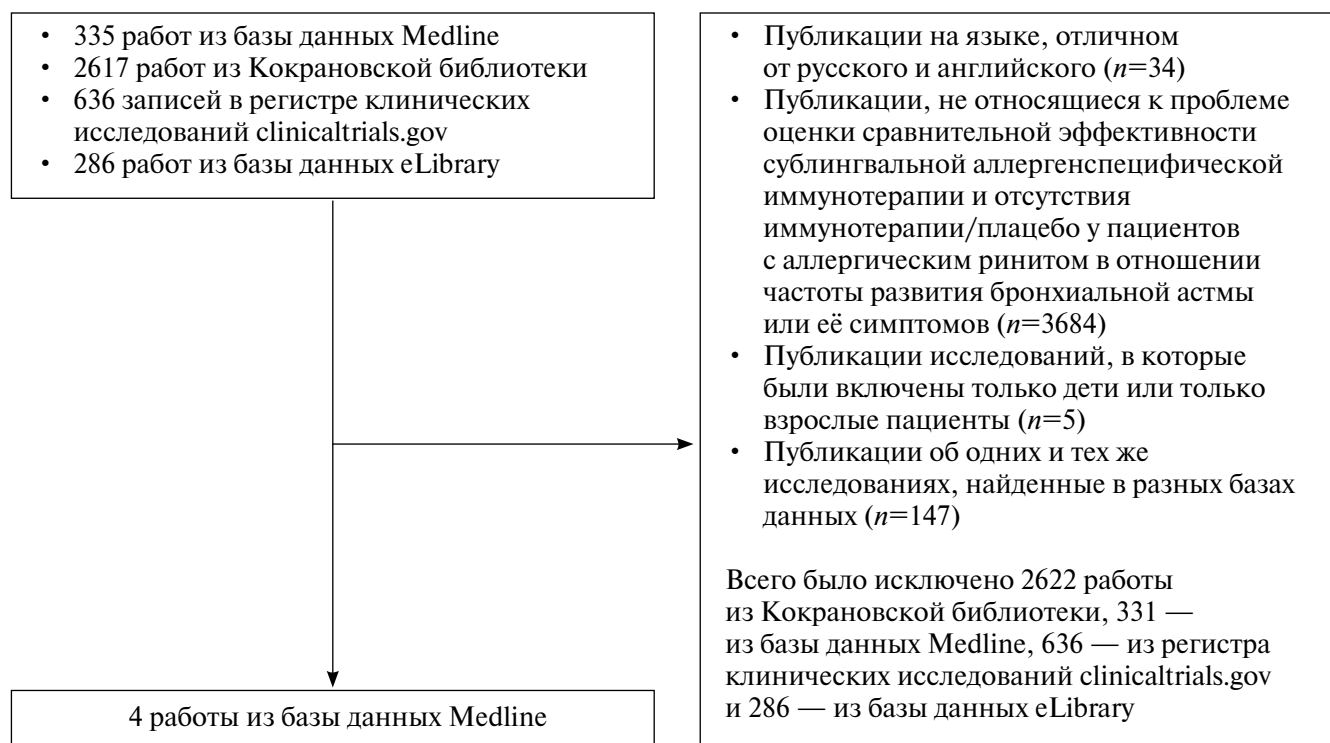 • 335 работ из базы данных Medline
• 2617 работ из Кокрановской библиотеки
• 636 записей в регистре клинических
исследований clinicaltrials.gov
• 286 работ из базы данных eLibrary
• Публикации на языке, отличном
от русского и английского (n=34)
• Публикации, не относящиеся к проблеме
оценки сравнительной эффективности
сублингвальной аллергенспецифической
иммунотерапии и отсутствия
иммунотерапии/плацебо у пациентов
с аллергическим ринитом в отношении
частоты развития бронхиальной астмы
или её симптомов (n=3684)
• Публикации исследований, в которые
были включены только дети или только
взрослые пациенты (n=5)
• Публикации об одних и тех же
исследованиях, найденные в разных базах
данных (n=147)
Всего было исключено 2622 работы
из Кокрановской библиотеки, 331 —
из базы данных Medline, 636 — из регистра
клинических исследований clinicaltrials.gov
и 286 — из базы данных eLibrary
4 работы из базы данных Medline